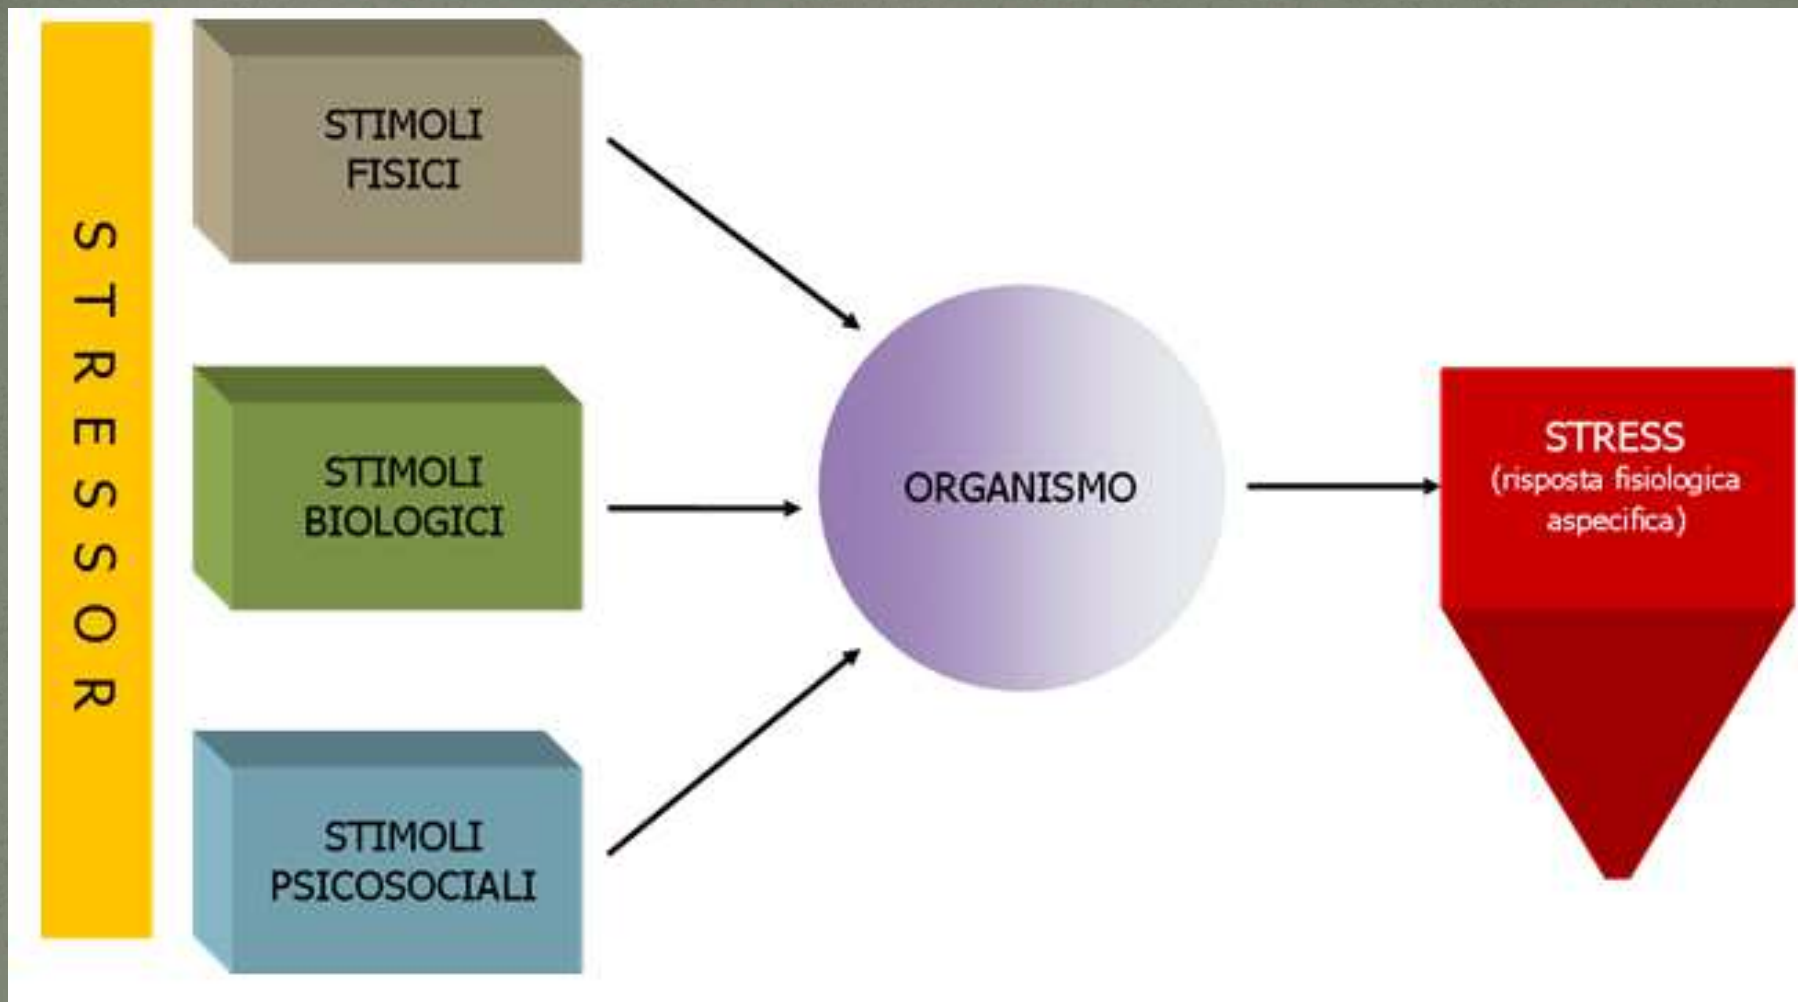 STRESSOR
STIMOLI
FISICI
STIMOLI
BIOLOGICI
STIMOLI
PSICOSOCIALI
ORGANISMO
STRESS
(risposta fisiologica
aspecifica)